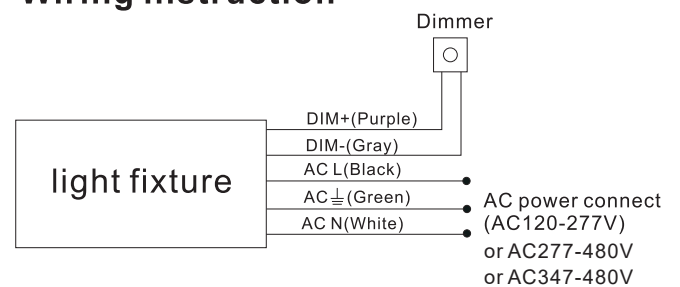 Wiring instruction
Dimmer
DIM+(Purple)
DIM-(Gray)
AC L(Black)
AC⏚(Green)
AC N(White)
light fixture
AC power connect
(AC120-277V)
or AC277-480V
or AC347-480V